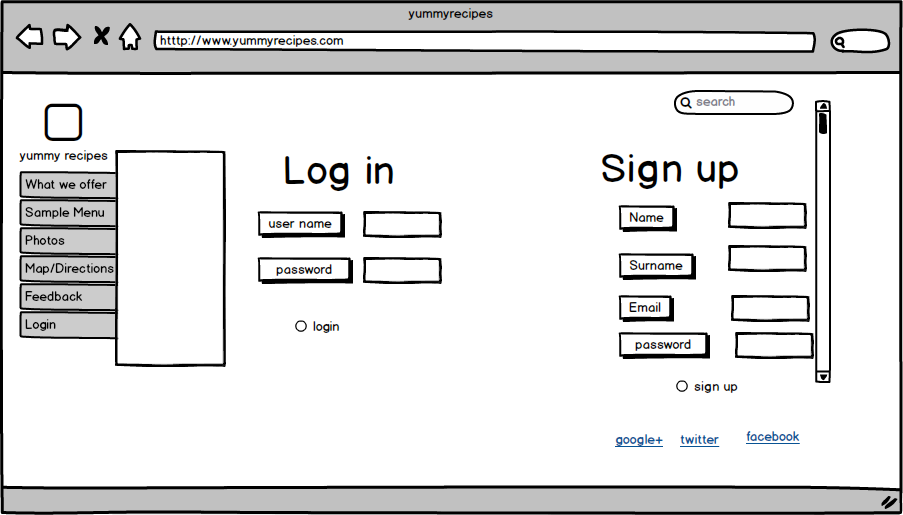 yummyrecipes
htttp://www.yummyrecipes.com
search
yummy recipes
What we offer
Sample Menu
Photos
Map/Directions
Feedback
Login
Log in
user name
password
login
Sign up
Name
Surname
Email
password
sign up
google+ twitter facebook